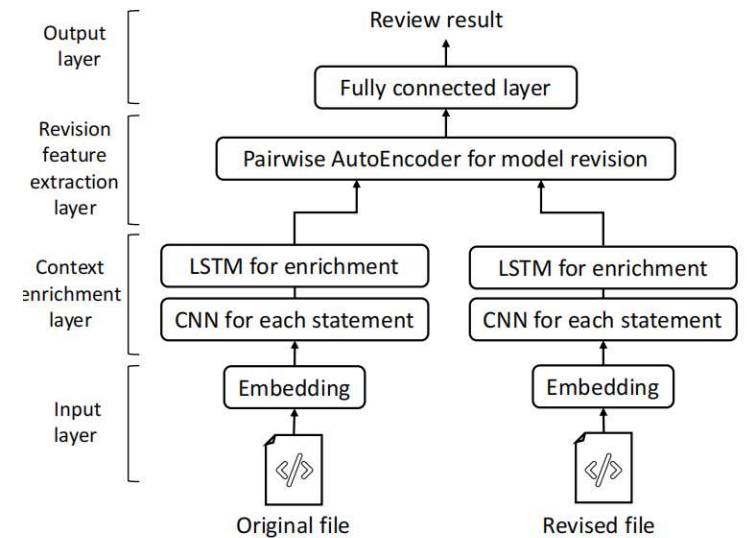 Review result
Output
layer
Fully connected layer
Revision
feature
extraction
layer
Pairwise AutoEncoder for model revision
Context
enrichment
layer
LSTM for enrichment
LSTM for enrichment
CNN for each statement
CNN for each statement
Input
layer
Embedding
Embedding
</>
</>
Original file
Revised file